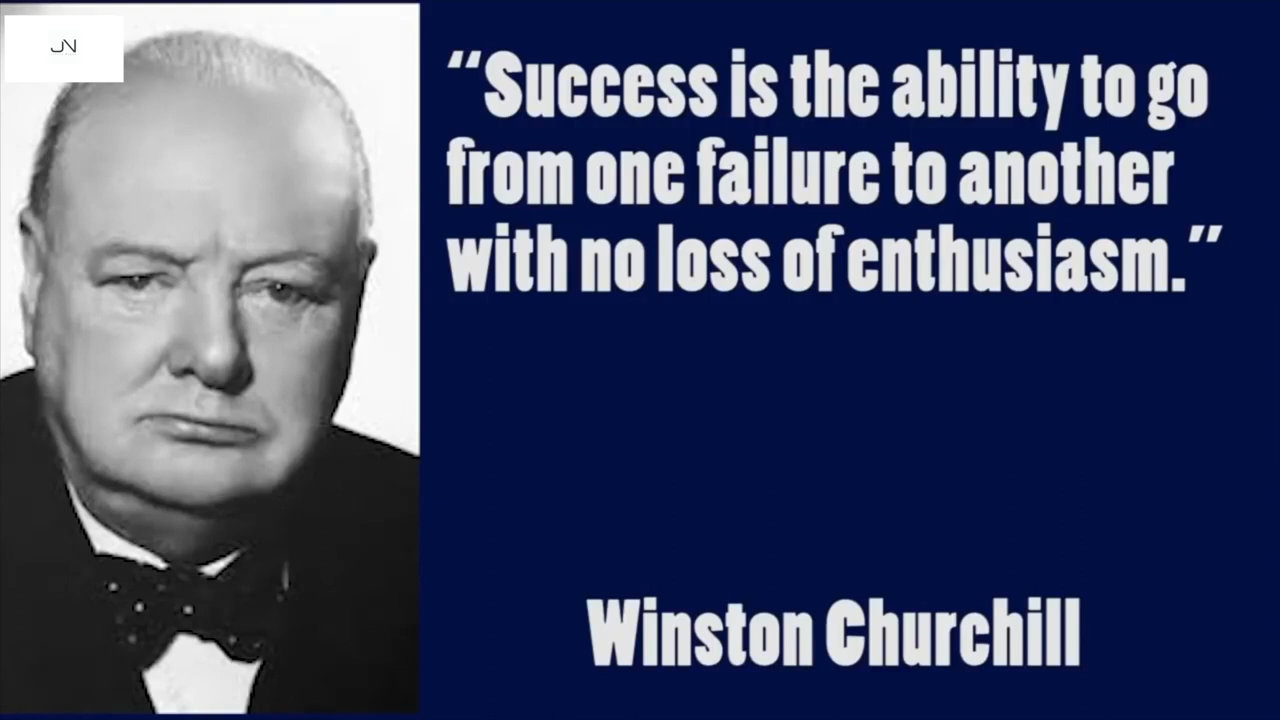 JN
“Success is the ability to go
from one failure to another
with no loss of enthusiasm.”
Winston Churchill